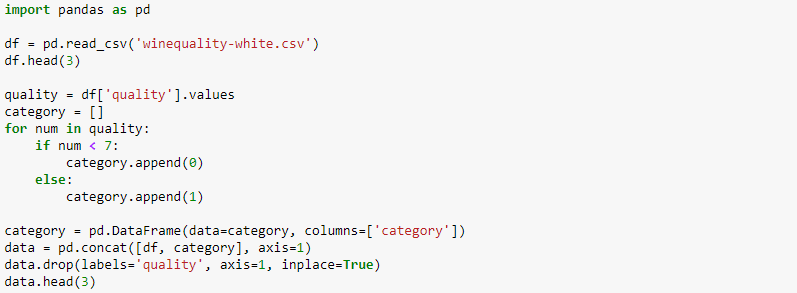 import pandas as pd
df = pd.read_csv('winequality-white.csv')
df.head(3)
quality = df['quality'].values
category = []
for num in quality:
    if num < 7:
        category.append(0)
    else:
        category.append(1)
category = pd.DataFrame(data=category, columns=['category'])
data = pd.concat([df, category], axis=1)
data.drop(labels='quality', axis=1, inplace=True)
data.head(3)